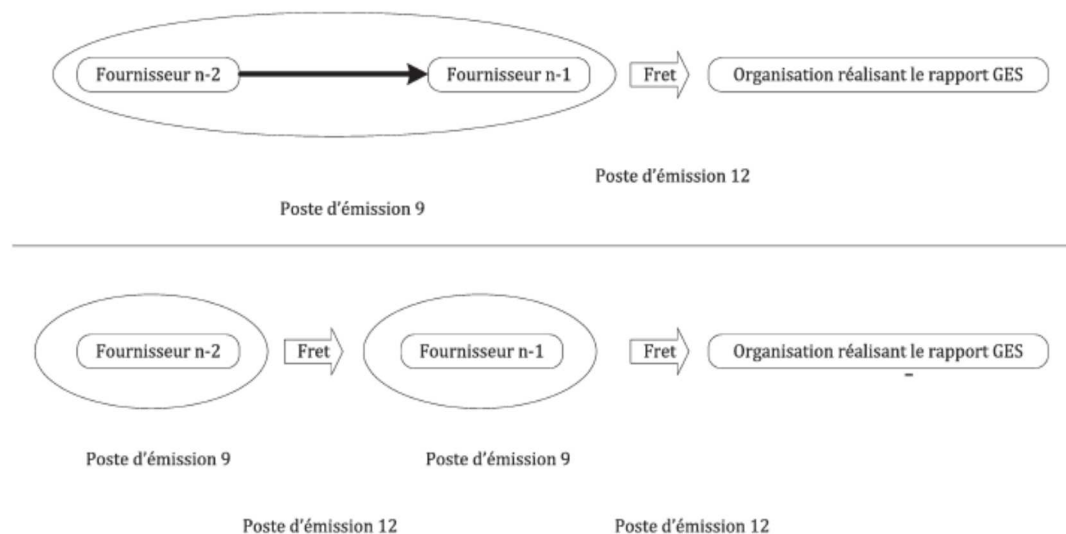 Fournisseur n-2
Fournisseur n-1
Fret
Organisation réalisant le rapport GES
Poste d'émission 12
Poste d'émission 9
Fournisseur n-2
Fret
Fournisseur n-1
Fret
Organisation réalisant le rapport GES
Poste d'émission 9
Poste d'émission 9
Poste d'émission 12
Poste d'émission 12